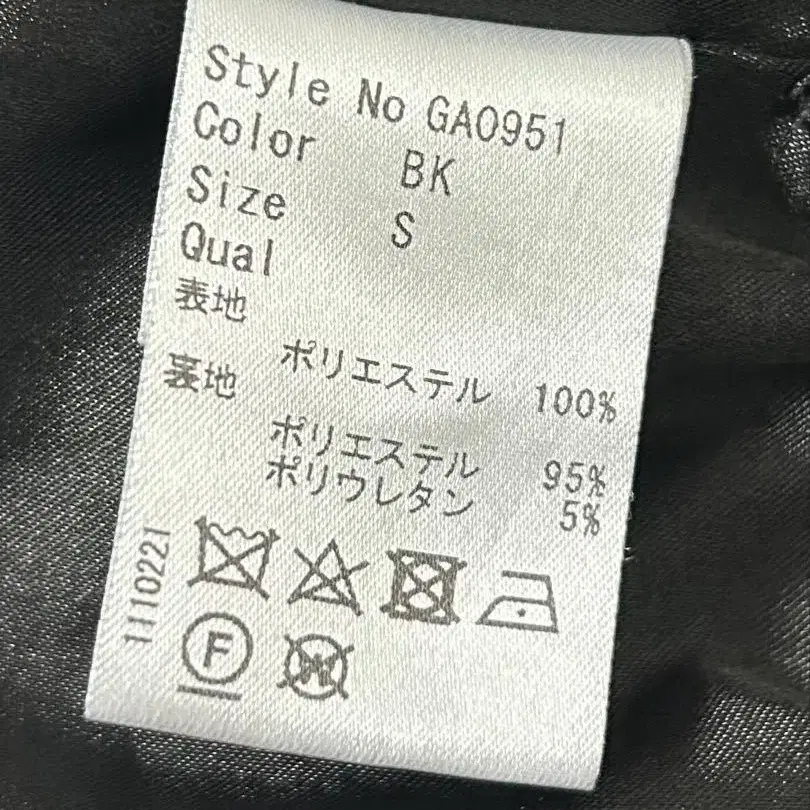 Style No GA0951
Color BK
Size S
Qual
表地
ポリエステル 100%
裏地
ポリエステル 95%
ポリウレタン 5%
1110221
F
W